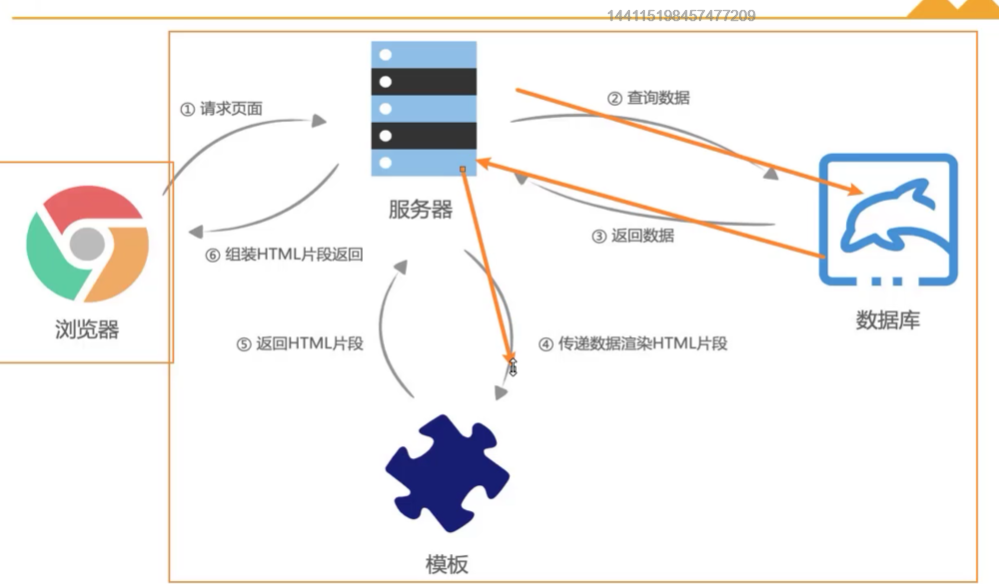 144115198457477209
① 请求页面
② 查询数据
服务器
③ 返回数据
⑥ 组装HTML片段返回
浏览器
数据库
⑤ 返回HTML片段
④ 传递数据渲染HTML片段
模板